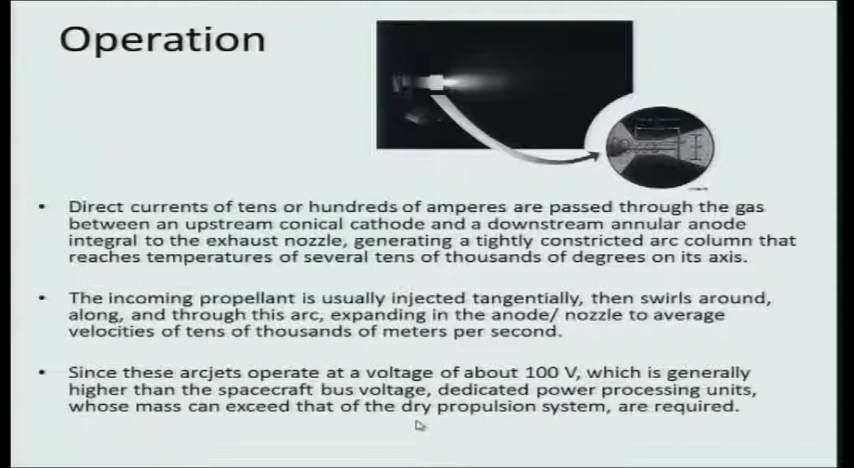 Operation
• Direct currents of tens or hundreds of amperes are passed through the gas
between an upstream conical cathode and a downstream annular anode
integral to the exhaust nozzle, generating a tightly constricted arc column that
reaches temperatures of several tens of thousands of degrees on its axis.
• The incoming propellant is usually injected tangentially, then swirls around,
along, and through this arc, expanding in the anode/ nozzle to average
velocities of tens of thousands of meters per second.
• Since these arcjets operate at a voltage of about 100 V, which is generally
higher than the spacecraft bus voltage, dedicated power processing units,
whose mass can exceed that of the dry propulsion system, are required.